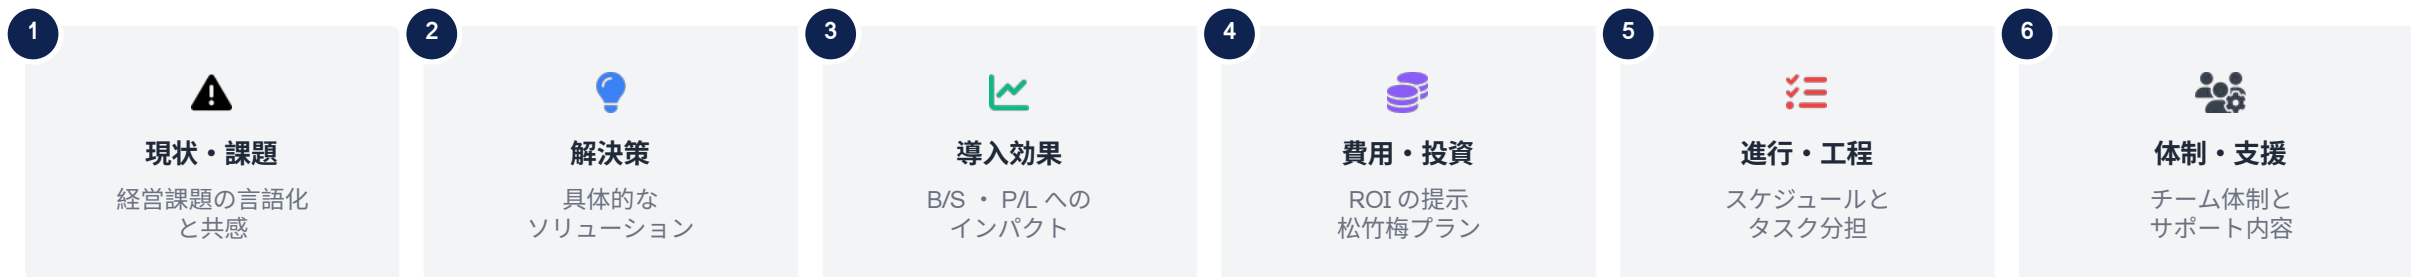 1
現状・課題
経営課題の言語化
と共感
2
解決策
具体的な
ソリューション
3
導入効果
B/S ・ P/L への
インパクト
4
費用・投資
ROI の提示
松竹梅プラン
5
進行・工程
スケジュールと
タスク分担
6
体制・支援
チーム体制と
サポート内容